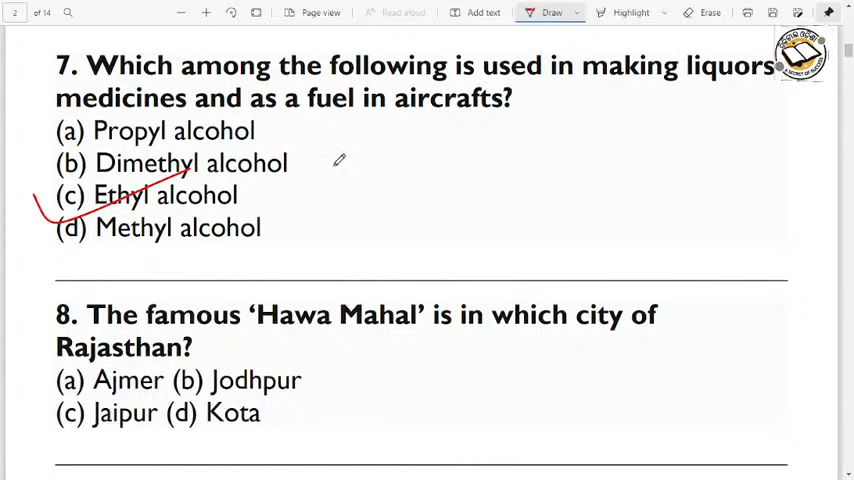 2 of 14 Page view Read aloud Add text Draw Highlight Erase
7. Which among the following is used in making liquors
medicines and as a fuel in aircrafts?
(a) Propyl alcohol
(b) Dimethyl alcohol
(c) Ethyl alcohol
(d) Methyl alcohol
8. The famous ‘Hawa Mahal’ is in which city of
Rajasthan?
(a) Ajmer (b) Jodhpur
(c) Jaipur (d) Kota